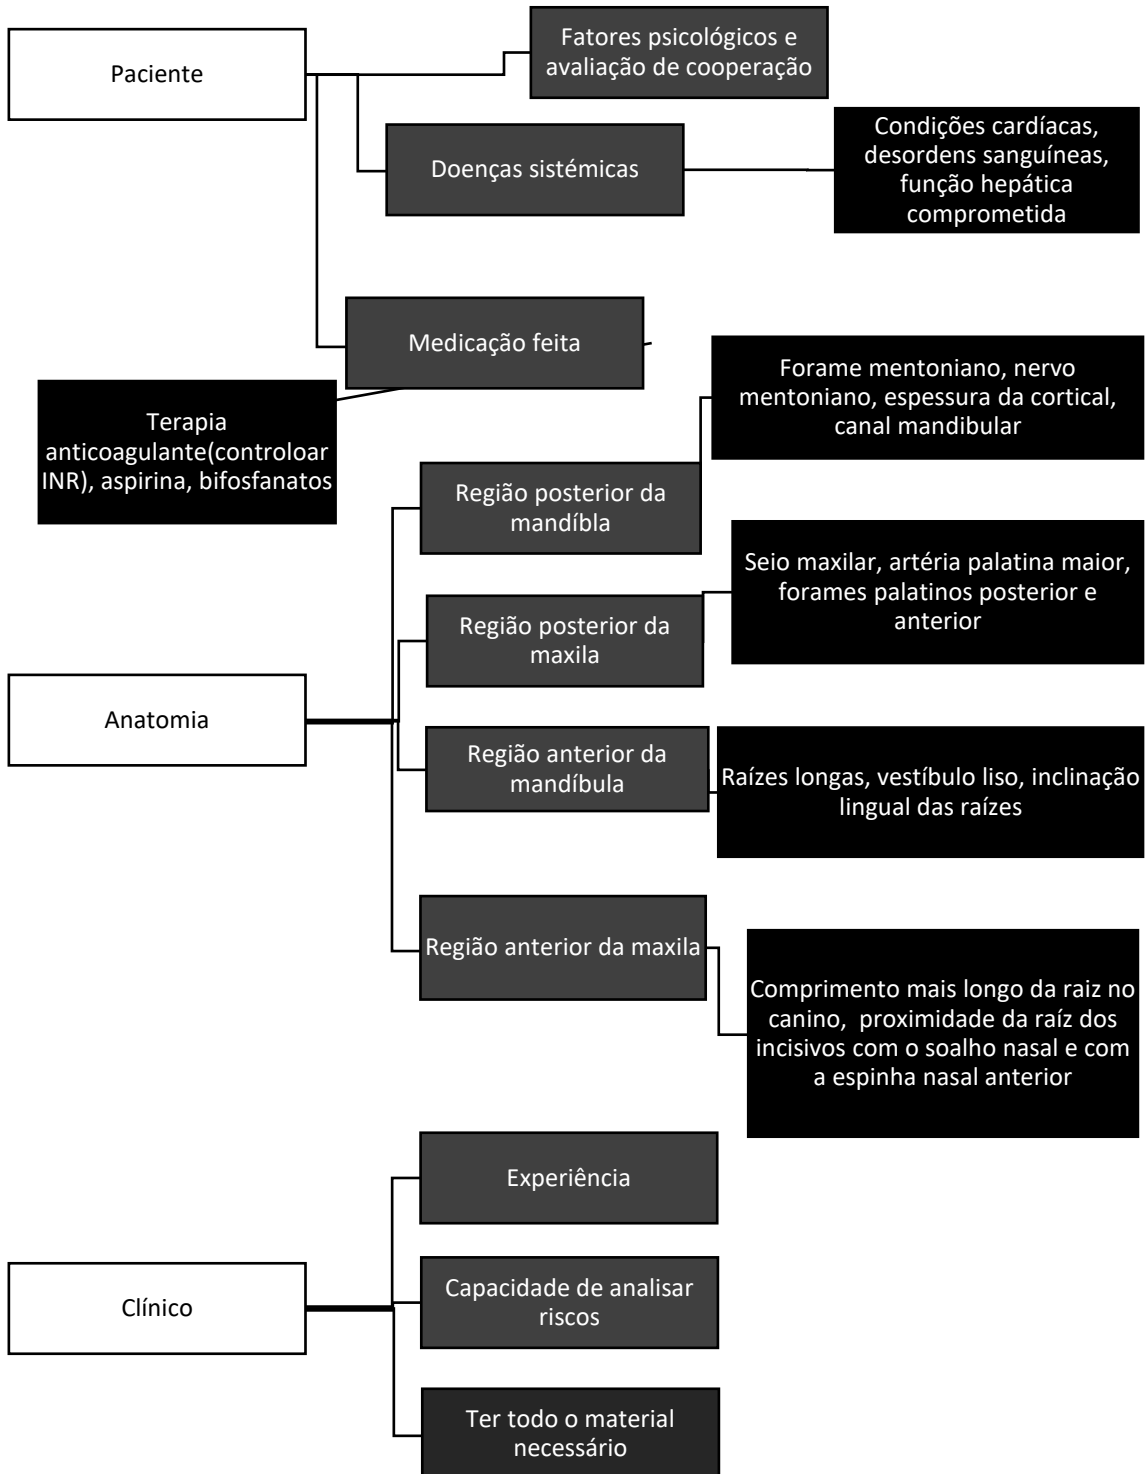 Paciente
Fatores psicológicos e
avaliação de cooperação
Doenças sistémicas
Condições cardíacas,
desordens sanguíneas,
função hepática
comprometida
Medicação feita
Terapia
anticoagulante(controloar
INR), aspirina, bifosfanatos
Anatomia
Região posterior da
mandíbla
Forame mentoniano, nervo
mentoniano, espessura da cortical,
canal mandibular
Região posterior da
maxila
Seio maxilar, artéria palatina maior,
forames palatinos posterior e
anterior
Região anterior da
mandíbula
Raízes longas, vestíbulo liso, inclinação
lingual das raízes
Região anterior da maxila
Comprimento mais longo da raiz no
canino, proximidade da raíz dos
incisivos com o soalho nasal e com
a espinha nasal anterior
Clínico
Experiência
Capacidade de analisar
riscos
Ter todo o material
necessário